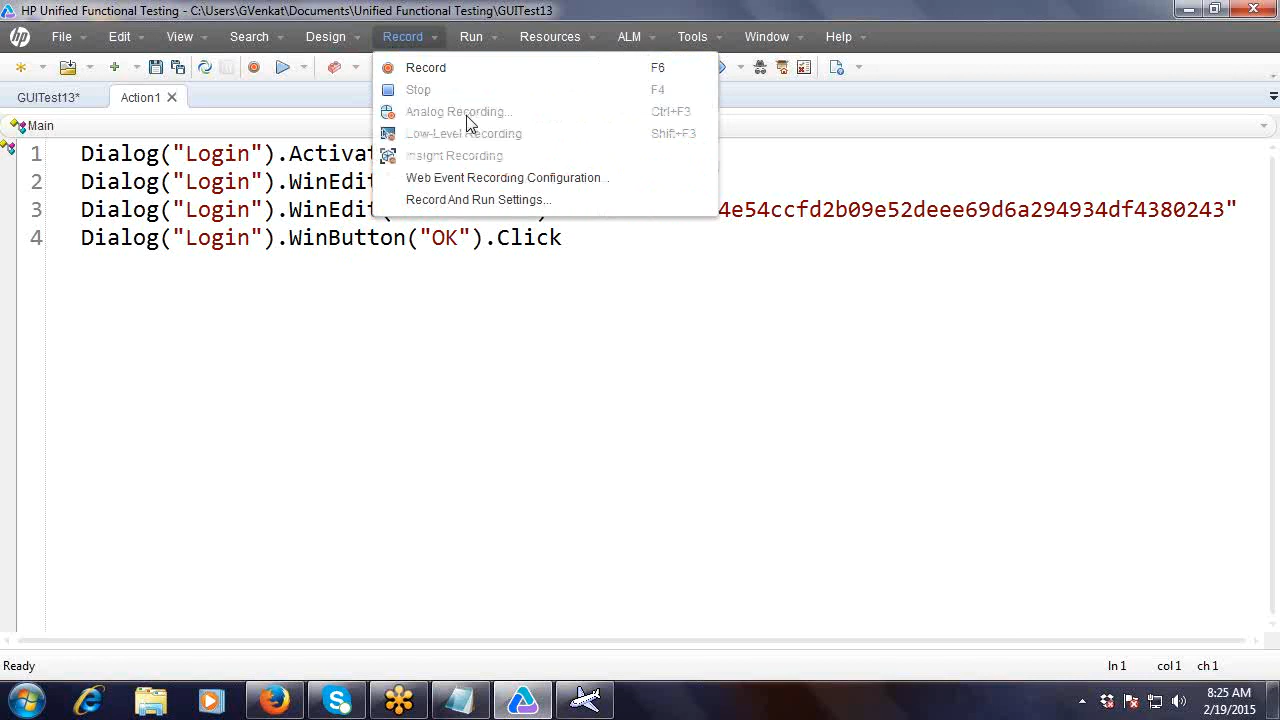 HP Unified Functional Testing - C:\Users\GVenkat\Documents\Unified Functional Testing\GUITest13
hp File Edit View Search Design Record Run Resources ALM Tools Window Help
Record F6
Stop F4
Analog Recording... Ctrl+F3
Low-Level Recording Shift+F3
Insight Recording
Web Event Recording Configuration...
Record And Run Settings...
GUITest13* Action1
Main
1 Dialog("Login").Activat
2 Dialog("Login").WinEdit
3 Dialog("Login").WinEdit( 4e54ccfd2b09e52deee69d6a294934df4380243"
4 Dialog("Login").WinButton("OK").Click
Ready ln 1 col 1 ch 1
8:25 AM
2/19/2015